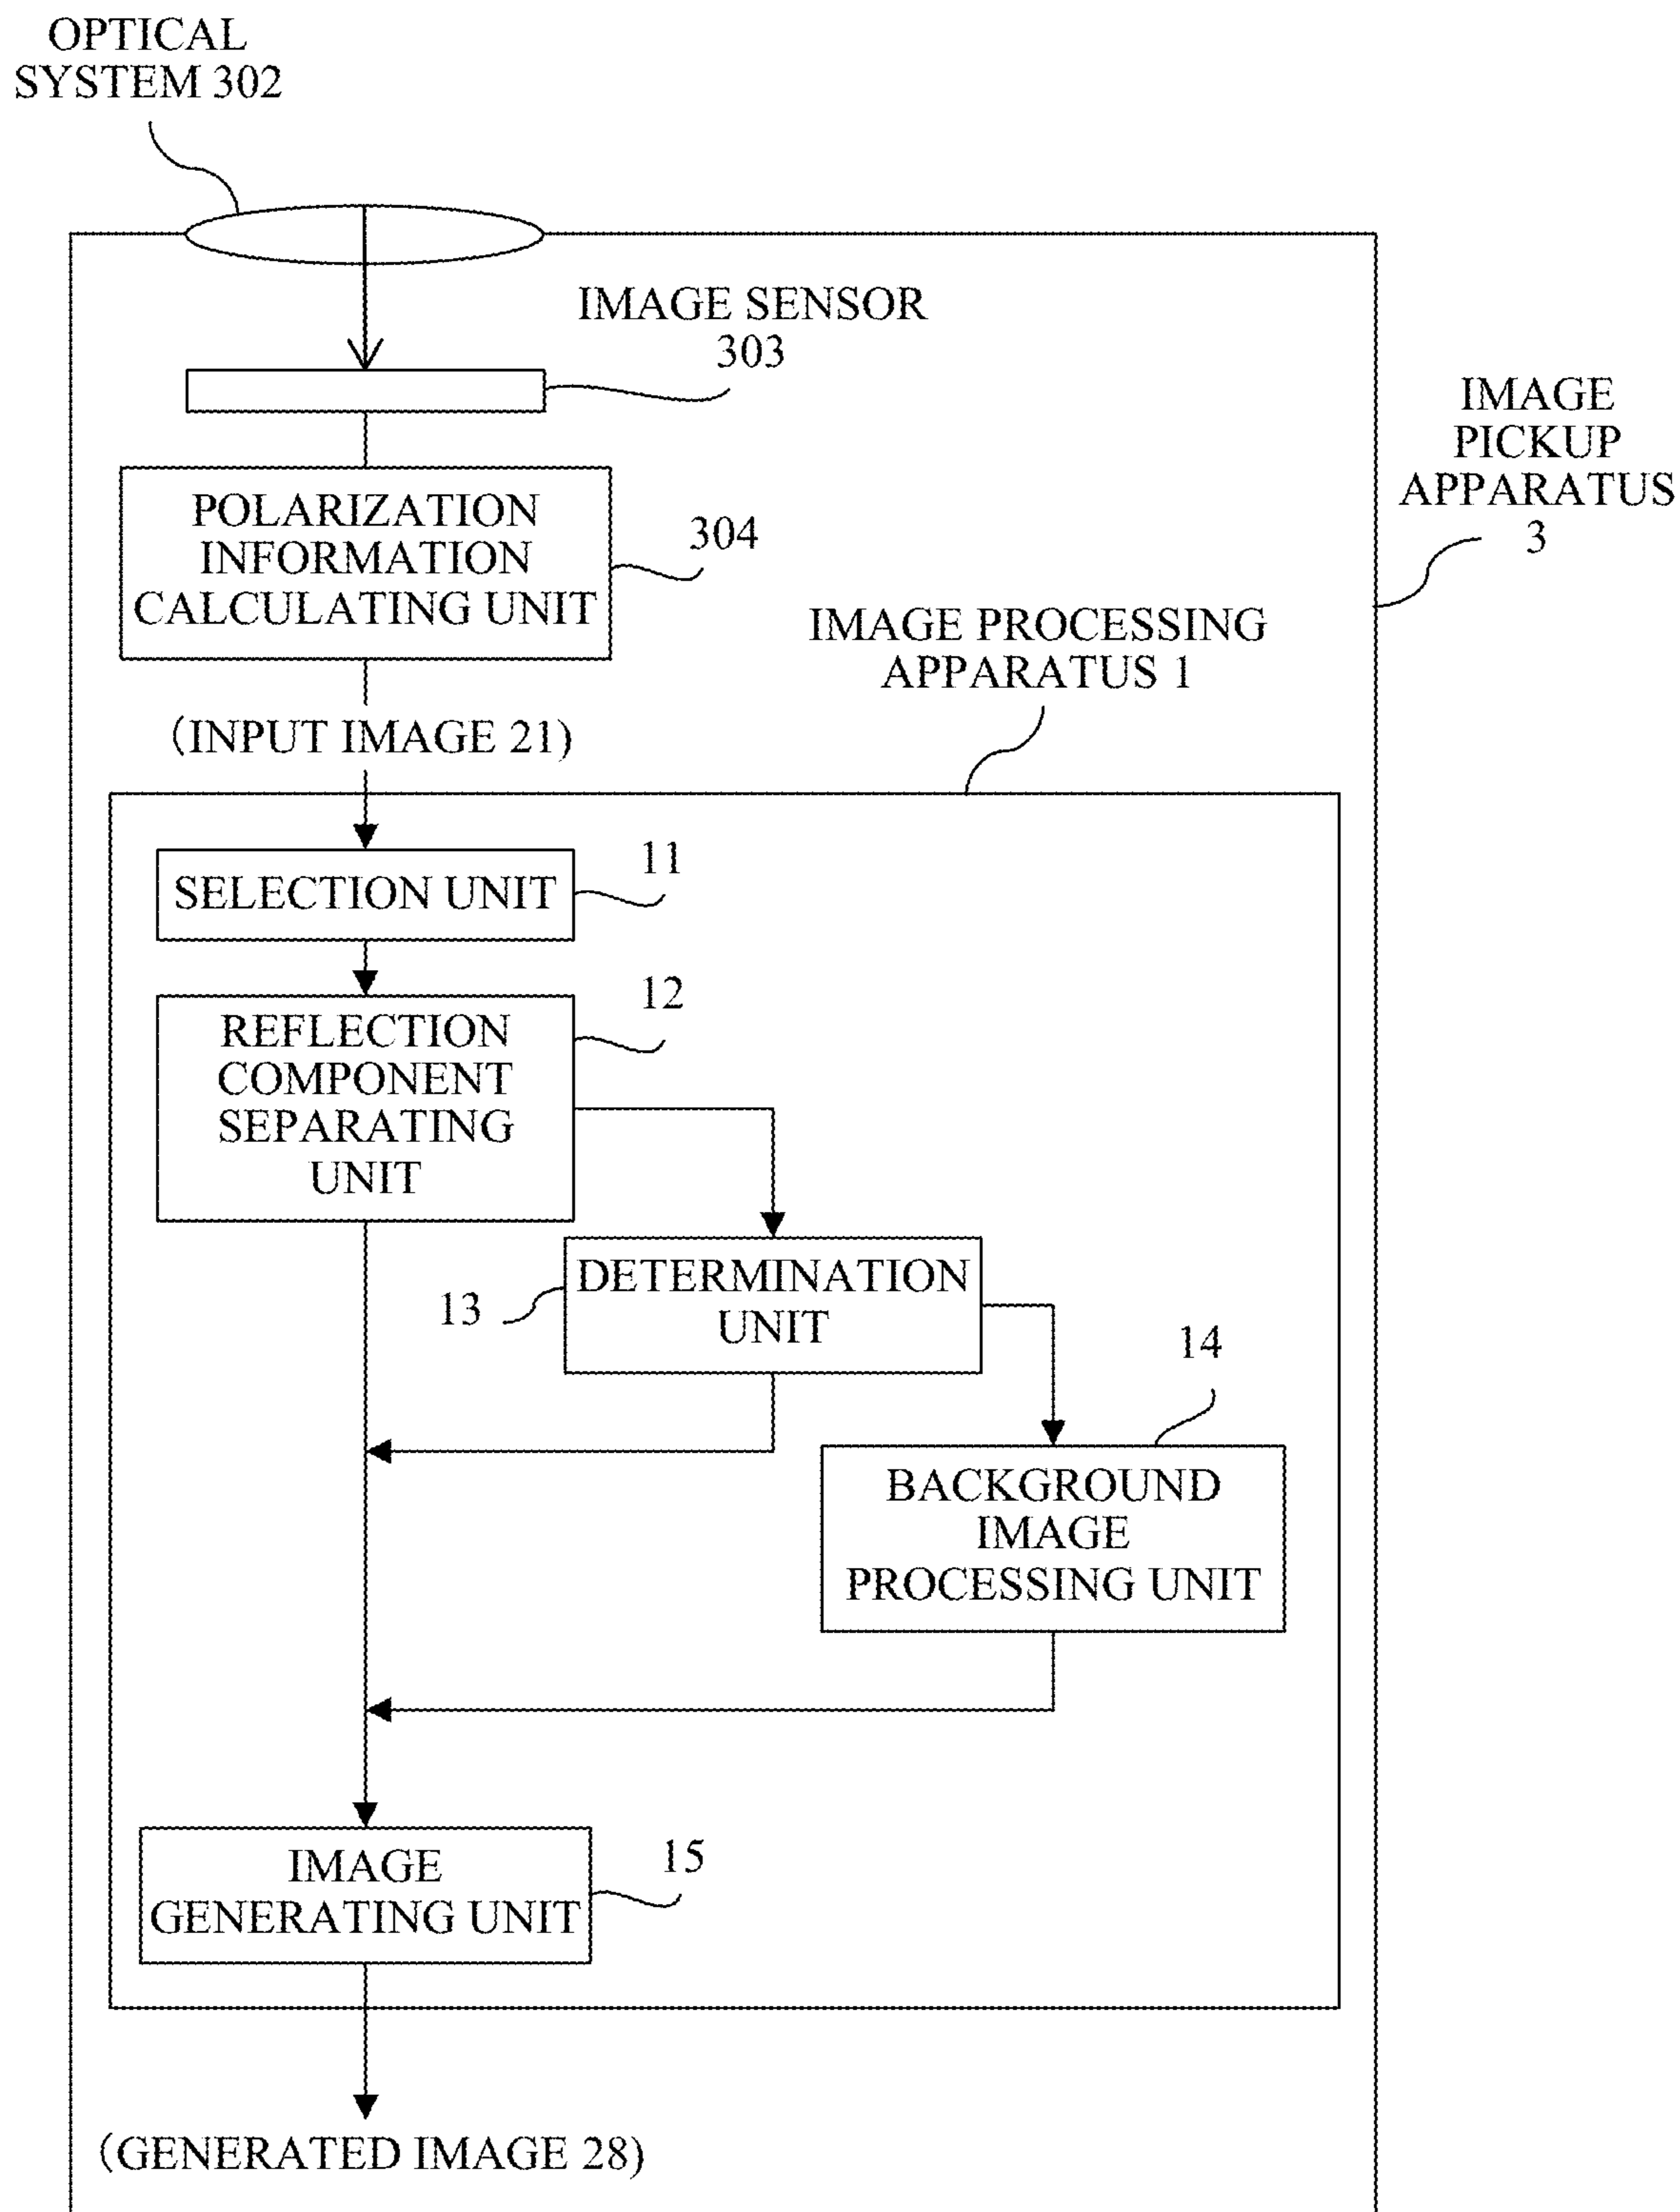 OPTICAL
SYSTEM 302
IMAGE SENSOR
303
IMAGE
PICKUP
APPARATUS
3
POLARIZATION
INFORMATION
CALCULATING UNIT
304
IMAGE PROCESSING
APPARATUS 1
(INPUT IMAGE 21)
SELECTION UNIT
11
REFLECTION
COMPONENT
SEPARATING
UNIT
12
DETERMINATION
UNIT
13
14
BACKGROUND
IMAGE
PROCESSING UNIT
IMAGE
GENERATING UNIT
15
(GENERATED IMAGE 28)